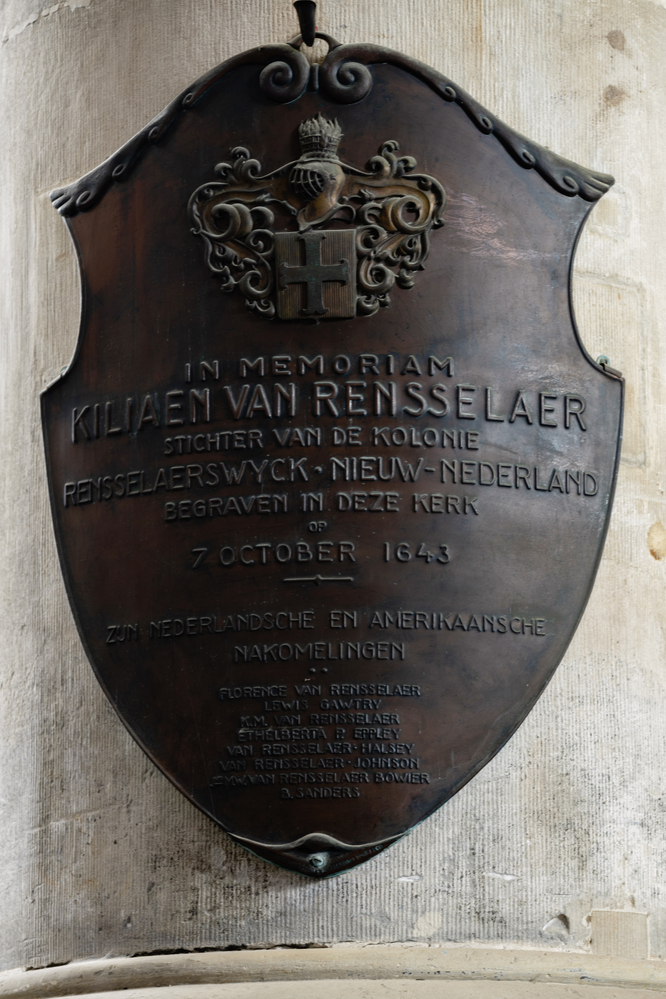 IN MEMORIAM
KILIAEN VAN RENSSELAER
STICHTER VAN DE KOLONIE
RENSSELAERSWYCK · NIEUW-NEDERLAND
BEGRAVEN IN DEZE KERK
OP
7 OCTOBER 1643
ZIJN NEDERLANDSCHE EN AMERIKAANSCHE
NAKOMELINGEN
FLORENCE VAN RENSSELAER
LEWIS GAWTRY
K.M. VAN RENSSELAER
ETHELBERTA P. EPPLEY
VAN RENSSELAER · HALSEY
VAN RENSSELAER · JOHNSON
VAN RENSSELAER BOWIER
SANDERS